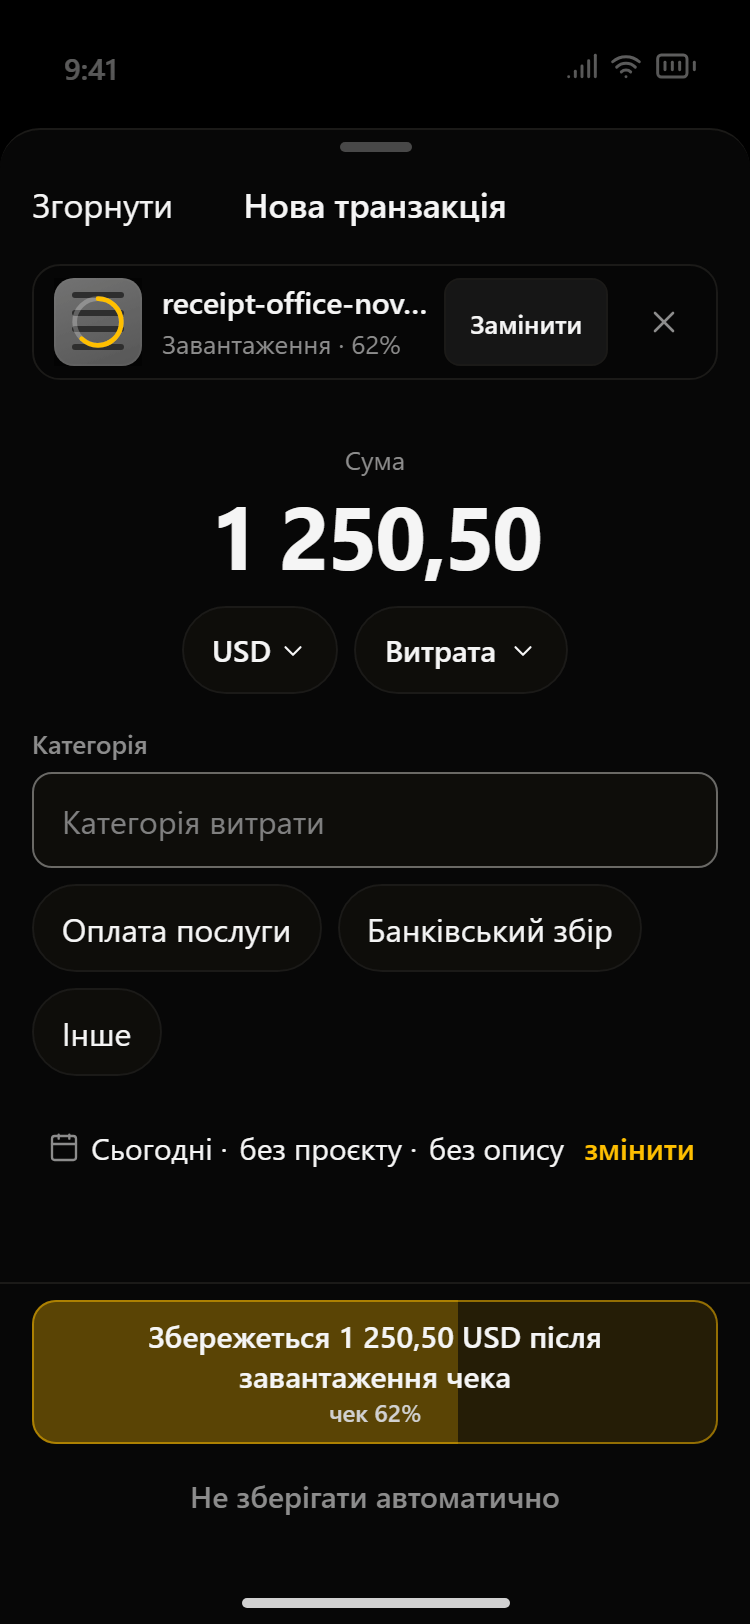 9:41
Згорнути Нова транзакція
receipt-office-nov...
Завантаження · 62%
Замінити
Сума
1 250,50
USD Витрата
Категорія
Категорія витрати
Оплата послуги Банківський збір
Інше
Сьогодні · без проєкту · без опису змінити
Збережеться 1 250,50 USD після
завантаження чека
чек 62%
Не зберігати автоматично